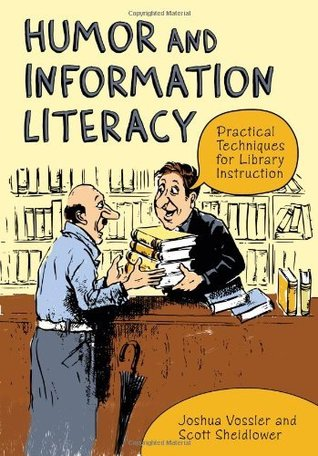 HUMOR AND
INFORMATION
LITERACY
Practical
Techniques
for Library
Instruction
Joshua Vossler and
Scott Sheidlower